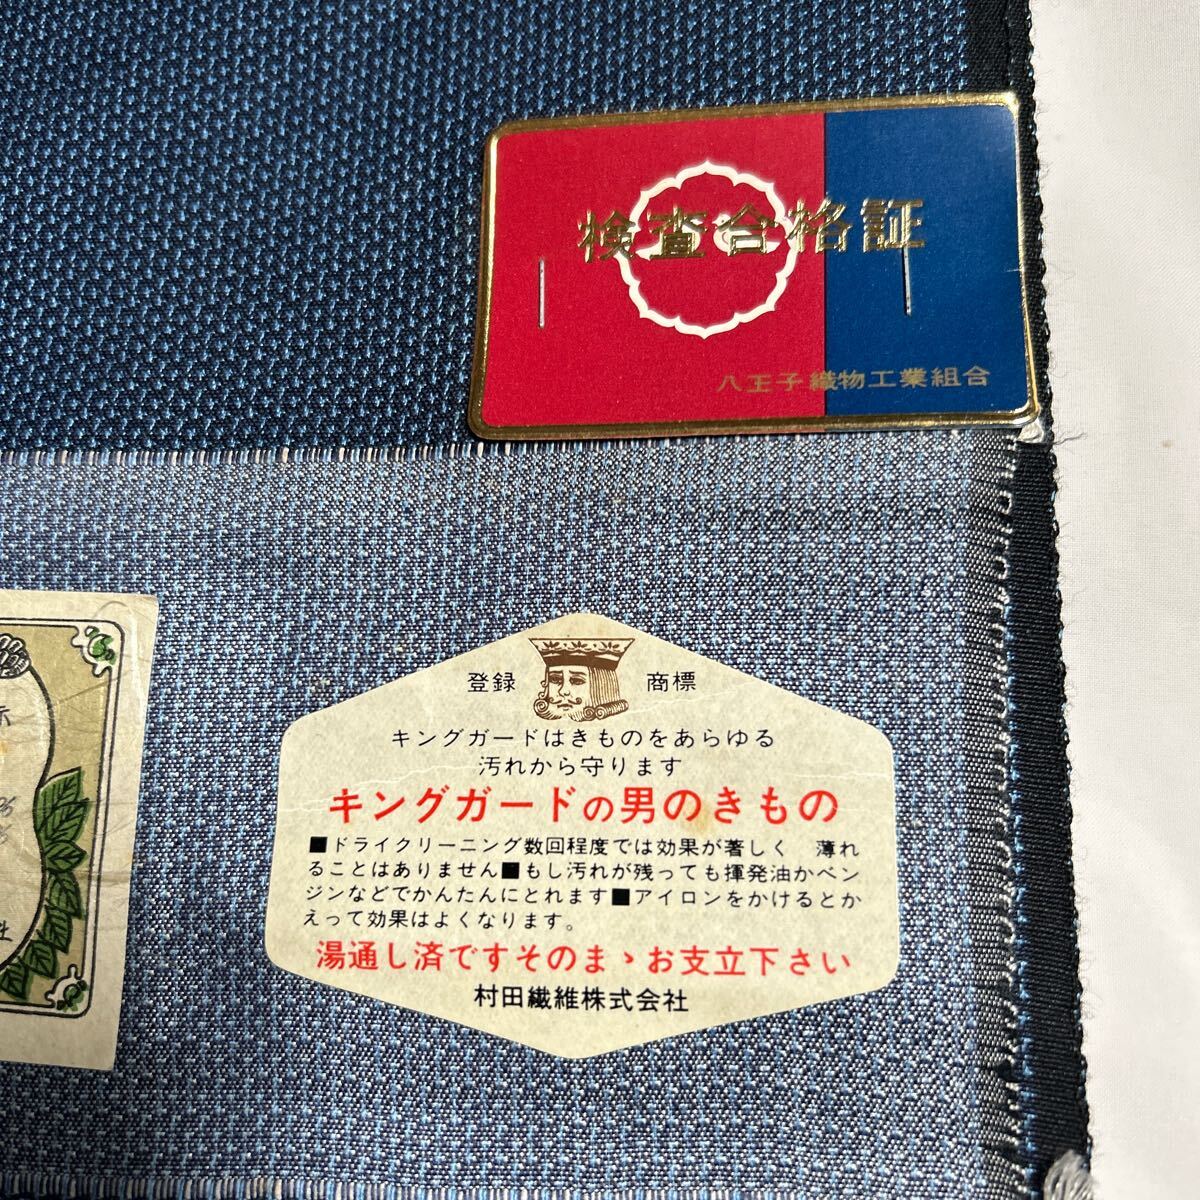 検査合格証
八王子織物工業組合
登録 商標
キングガードはきものをあらゆる
汚れから守ります
キングガードの男のきもの
■ドライクリーニング数回程度では効果が著しく　薄れ
ることはありません■もし汚れが残っても揮発油かベン
ジンなどでかんたんにとれます■アイロンをかけるとか
えって効果はよくなります。
湯通し済ですそのまゝお支立下さい
村田繊維株式会社
示
%
社